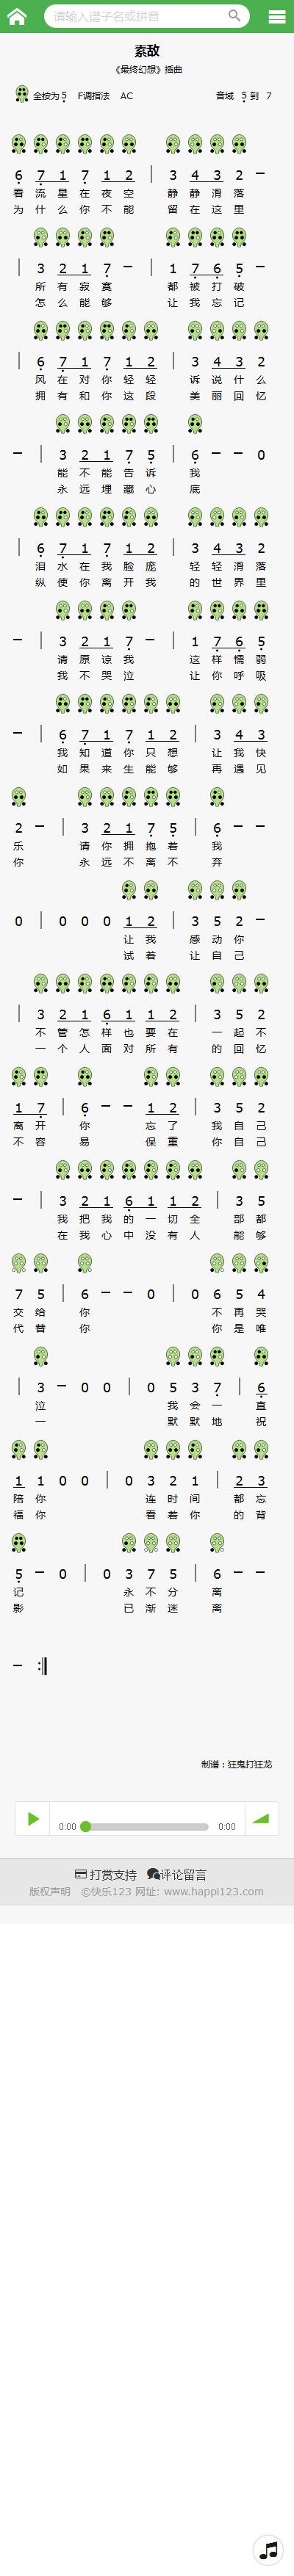 请输入谱子名或拼音
素敌
《最终幻想》插曲
全按为5 F调指法 AC 音域 5 到 7
6 7 1 7 1 2 | 3 4 3 2 -
看 流 星 在 夜 空 静 静 滑 落
为 什 么 你 不 能 留 在 这 里
| 3 2 1 7 - | 1 7 6 5 -
所 有 寂 寞 都 被 打 破
怎 么 能 够 让 我 忘 记
| 6 7 1 7 1 2 | 3 4 3 2
风 在 对 你 轻 轻 诉 说 什 么
拥 有 和 你 这 段 美 丽 回 忆
- | 3 2 1 7 5 | 6 - - 0
能 不 能 告 诉 我
永 远 埋 藏 心 底
| 6 7 1 7 1 2 | 3 4 3 2
泪 水 在 我 脸 庞 轻 轻 滑 落
纵 使 你 离 开 我 的 世 界 里
- | 3 2 1 7 - | 1 7 6 5
请 原 谅 我 这 样 懦 弱
我 不 哭 泣 让 你 呼 吸
- | 6 7 1 7 1 2 | 3 4 3
我 知 道 你 只 想 让 我 快
如 果 来 生 能 够 再 遇 见
2 - | 3 2 1 7 5 | 6 - -
乐 请 你 拥 抱 着 我
你 永 远 不 离 不 弃
0 | 0 0 0 1 2 | 3 5 2 -
让 我 感 动 你
试 着 让 自 己
| 3 2 1 6 1 1 2 | 3 5 2
不 管 怎 样 也 要 在 一 起 不
一 个 人 面 对 所 有 的 回 忆
1 7 | 6 - - 1 2 | 3 5 2
离 开 你 忘 了 我 自 己
不 容 易 保 重 你 自 己
- | 3 2 1 6 1 1 2 | 3 5
我 把 我 的 一 切 全 部 都
在 我 心 中 没 有 人 能 够
7 5 | 6 - - 0 | 0 6 5 4
交 给 你 不 再 哭
代 替 你 你 是 唯
| 3 - 0 0 | 0 5 3 7 | 6
泣 我 会 一 直
一 默 默 地 祝
1 1 0 0 | 0 3 2 1 | 2 3
陪 你 连 时 间 都 忘
福 你 看 着 你 的 背
5 - 0 | 0 3 7 5 | 6 - -
记 永 不 分 离
影 已 渐 迷 离
- :||
制谱：狂鬼打狂龙
0:00 0:00
打赏支持 评论留言
版权声明 ©快乐123 网址: www.happi123.com